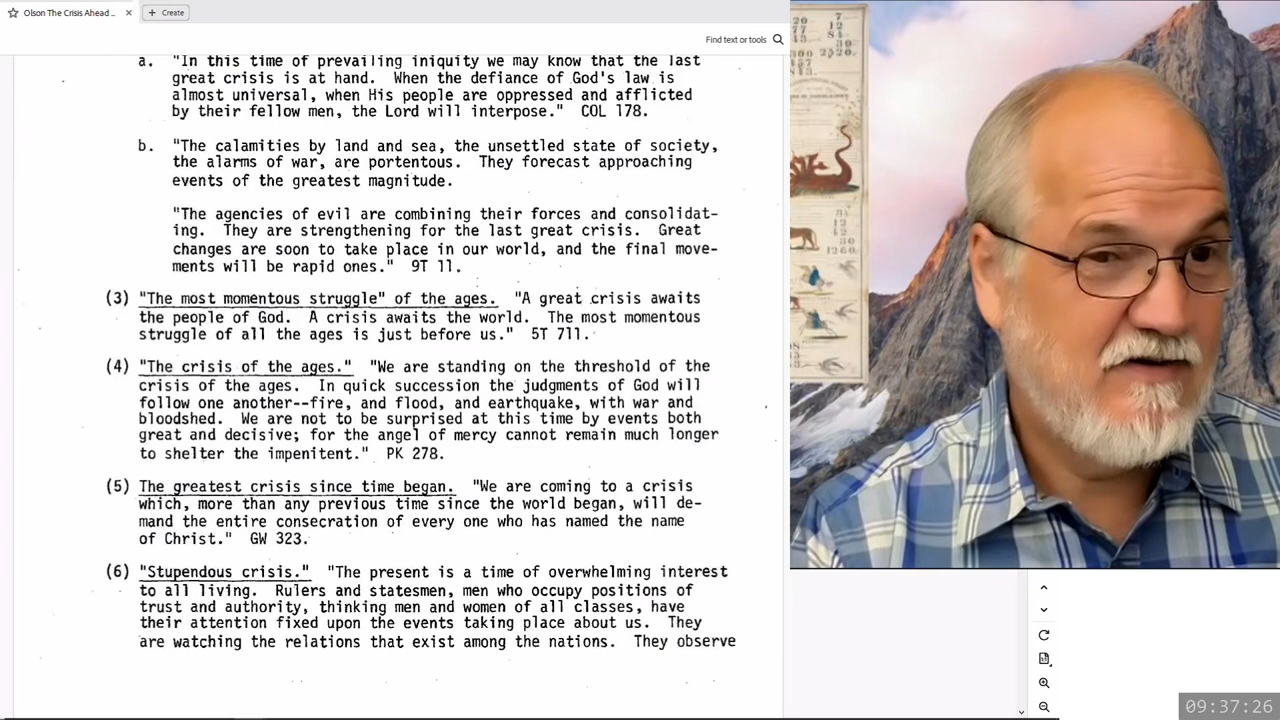 Olson The Crisis Ahead ...
Create
Find text or tools
a. "In this time of prevailing iniquity we may know that the last
great crisis is at hand. When the defiance of God's law is
almost universal, when His people are oppressed and afflicted
by their fellow men, the Lord will interpose." COL 178.
b. "The calamities by land and sea, the unsettled state of society,
the alarms of war, are portentous. They forecast approaching
events of the greatest magnitude.
"The agencies of evil are combining their forces and consolidat-
ing. They are strengthening for the last great crisis. Great
changes are soon to take place in our world, and the final move-
ments will be rapid ones." 9T 11.
(3) "The most momentous struggle" of the ages. "A great crisis awaits
the people of God. A crisis awaits the world. The most momentous
struggle of all the ages is just before us." 5T 711.
(4) "The crisis of the ages." "We are standing on the threshold of the
crisis of the ages. In quick succession the judgments of God will
follow one another--fire, and flood, and earthquake, with war and
bloodshed. We are not to be surprised at this time by events both
great and decisive; for the angel of mercy cannot remain much longer
to shelter the impenitent." PK 278.
(5) The greatest crisis since time began. "We are coming to a crisis
which, more than any previous time since the world began, will de-
mand the entire consecration of every one who has named the name
of Christ." GW 323.
(6) "Stupendous crisis." "The present is a time of overwhelming interest
to all living. Rulers and statesmen, men who occupy positions of
trust and authority, thinking men and women of all classes, have
their attention fixed upon the events taking place about us. They
are watching the relations that exist among the nations. They observe
7
12
30
2520
31
12
42
30
1260
09:37:26